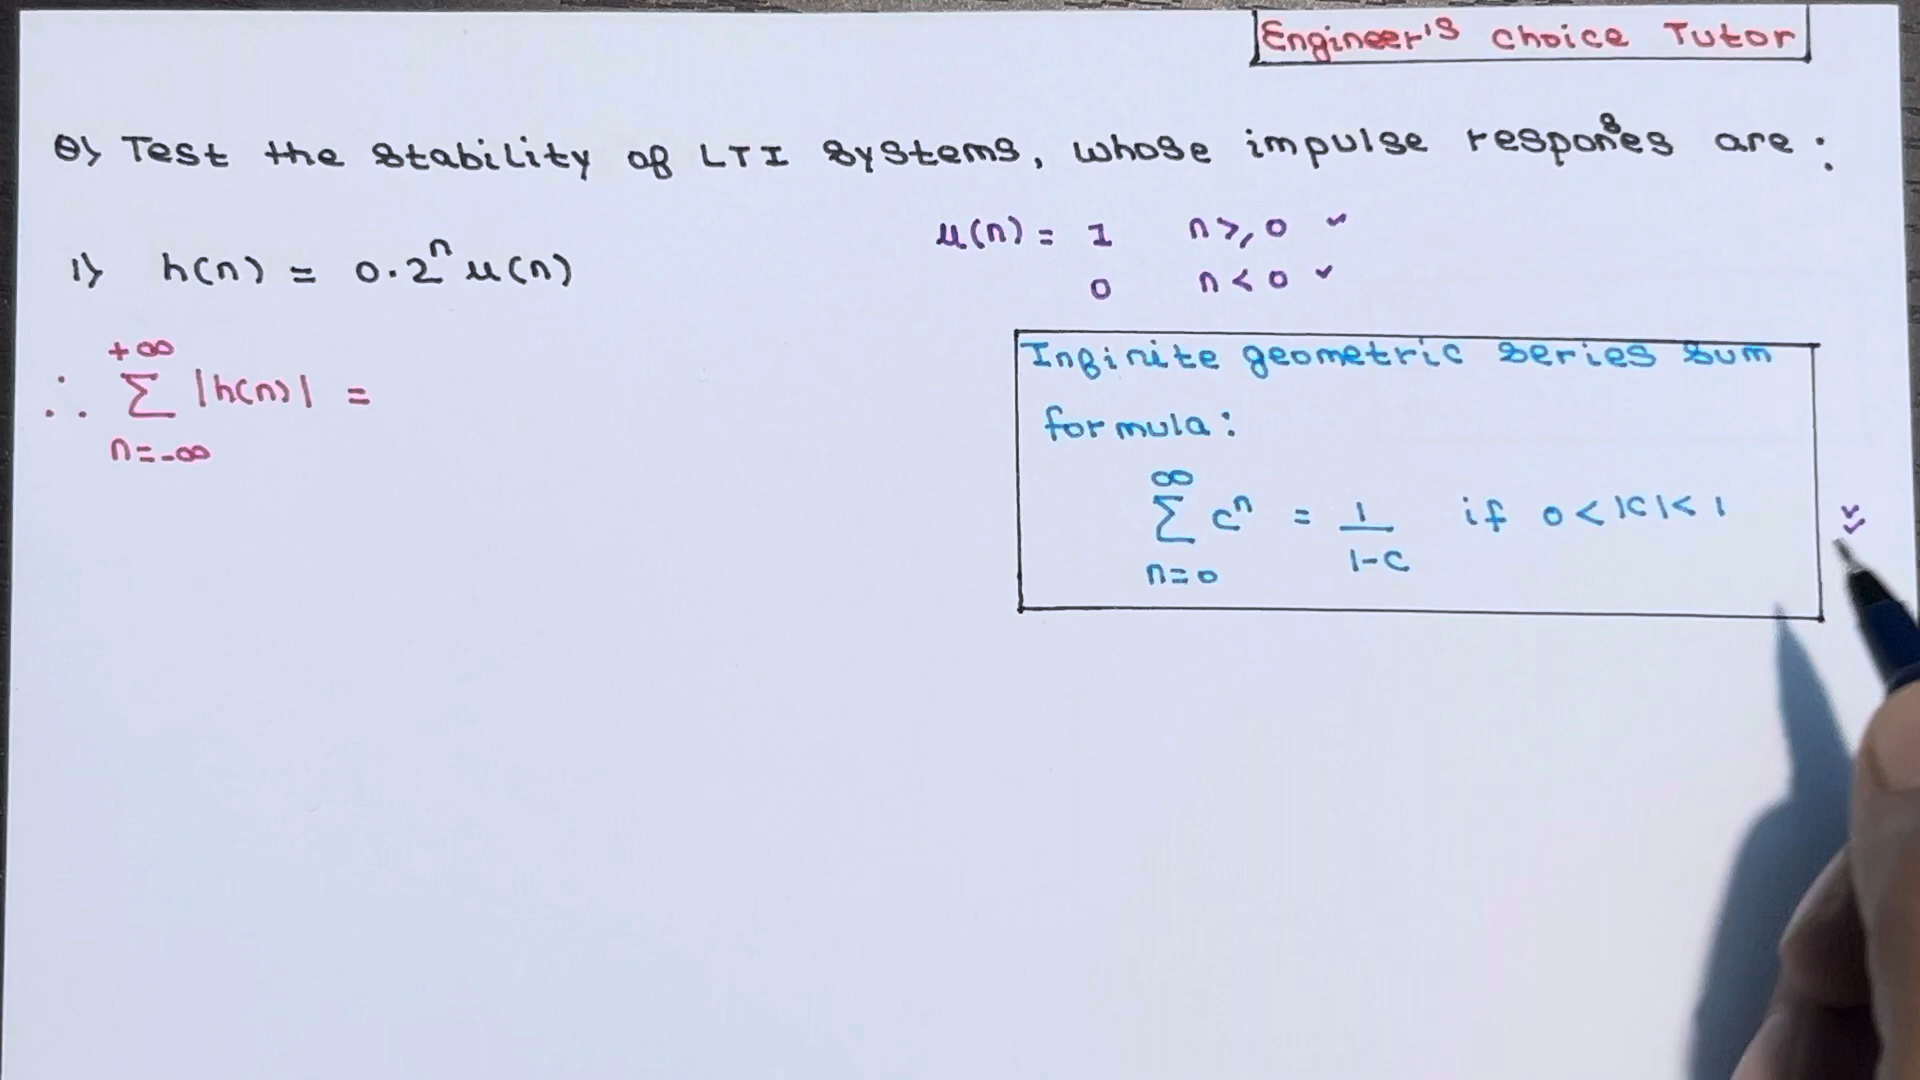 Engineer's Choice Tutor
Q) Test the stability of LTI systems, whose impulse responses are :
u(n) = 1 n ≥ 0 ✓
0 n < 0 ✓
1) h(n) = 0.2ⁿ u(n)
∴ +∞ Σ n=-∞ |h(n)| =
Infinite geometric series sum
formula:
∞ Σ n=0 cⁿ = 1/(1-c) if 0 < |c| < 1